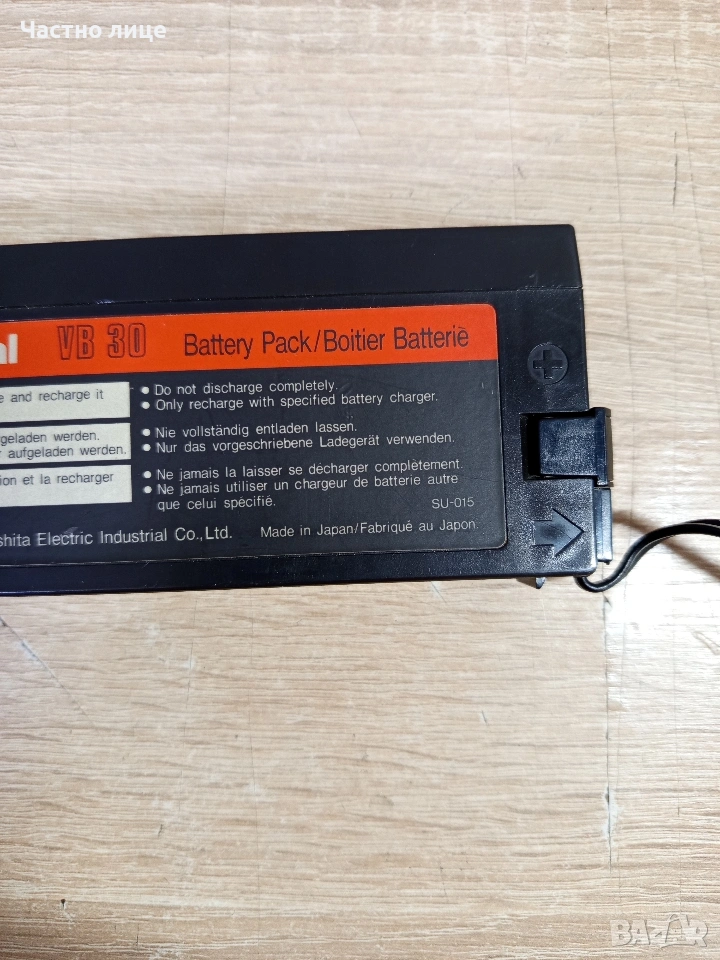 Частно лице
al VB 30 Battery Pack/Boitier Batterie
e and recharge it
• Do not discharge completely.
• Only recharge with specified battery charger.
geladen werden.
r aufgeladen werden.
• Nie vollständig entladen lassen.
• Nur das vorgeschriebene Ladegerät verwenden.
ion et la recharger
• Ne jamais la laisser se décharger complètement.
• Ne jamais utiliser un chargeur de batterie autre
que celui spécifié.
SU-015
shita Electric Industrial Co., Ltd.
Made in Japan/Fabriqué au Japon.
BAZAR